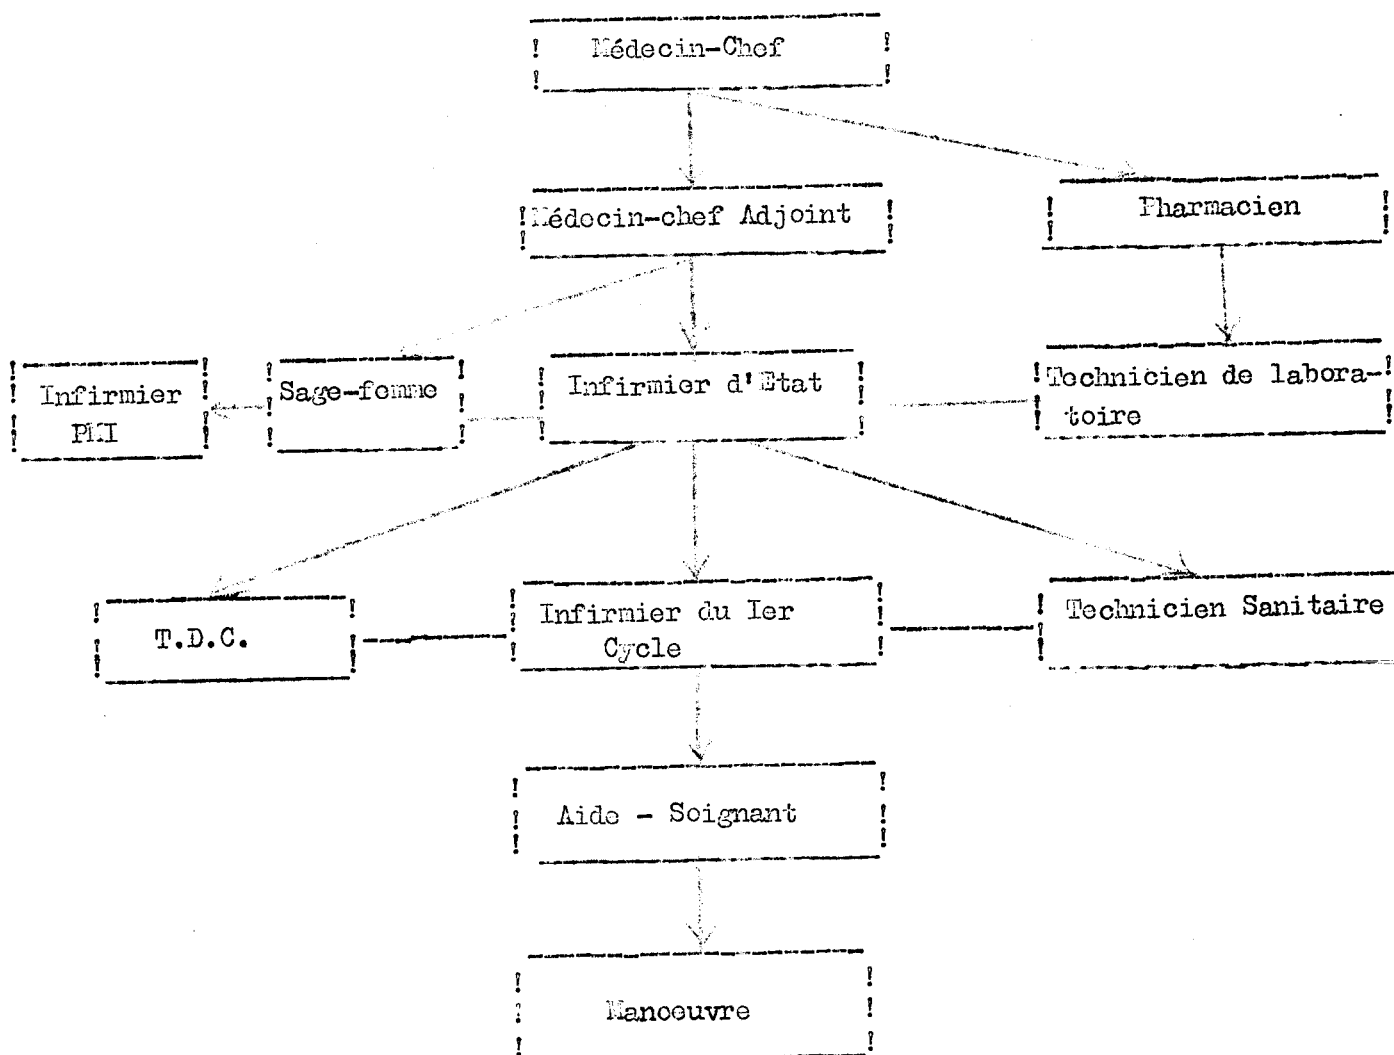 Médecin-Chef
Médecin-chef Adjoint
Pharmacien
Infirmier
PMI
Sage-femme
Infirmier d'Etat
Technicien de labora-
toire
T.D.C.
Infirmier du Ier
Cycle
Technicien Sanitaire
Aide - Soignant
Manoeuvre